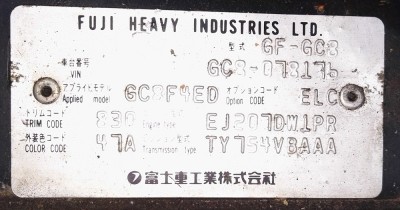 FUJI HEAVY INDUSTRIES LTD.
型式 GF-GC8
車台番号
VIN GC8-078176
アプライドモデル オプションコード
Applied model GC8F4ED Option CODE ELC
トリムコード
TRIM CODE 830 Engine type EJ207DW1PR
外装色コード
COLOR CODE 47A Transmission type TY754VBAAA
富士重工業株式会社